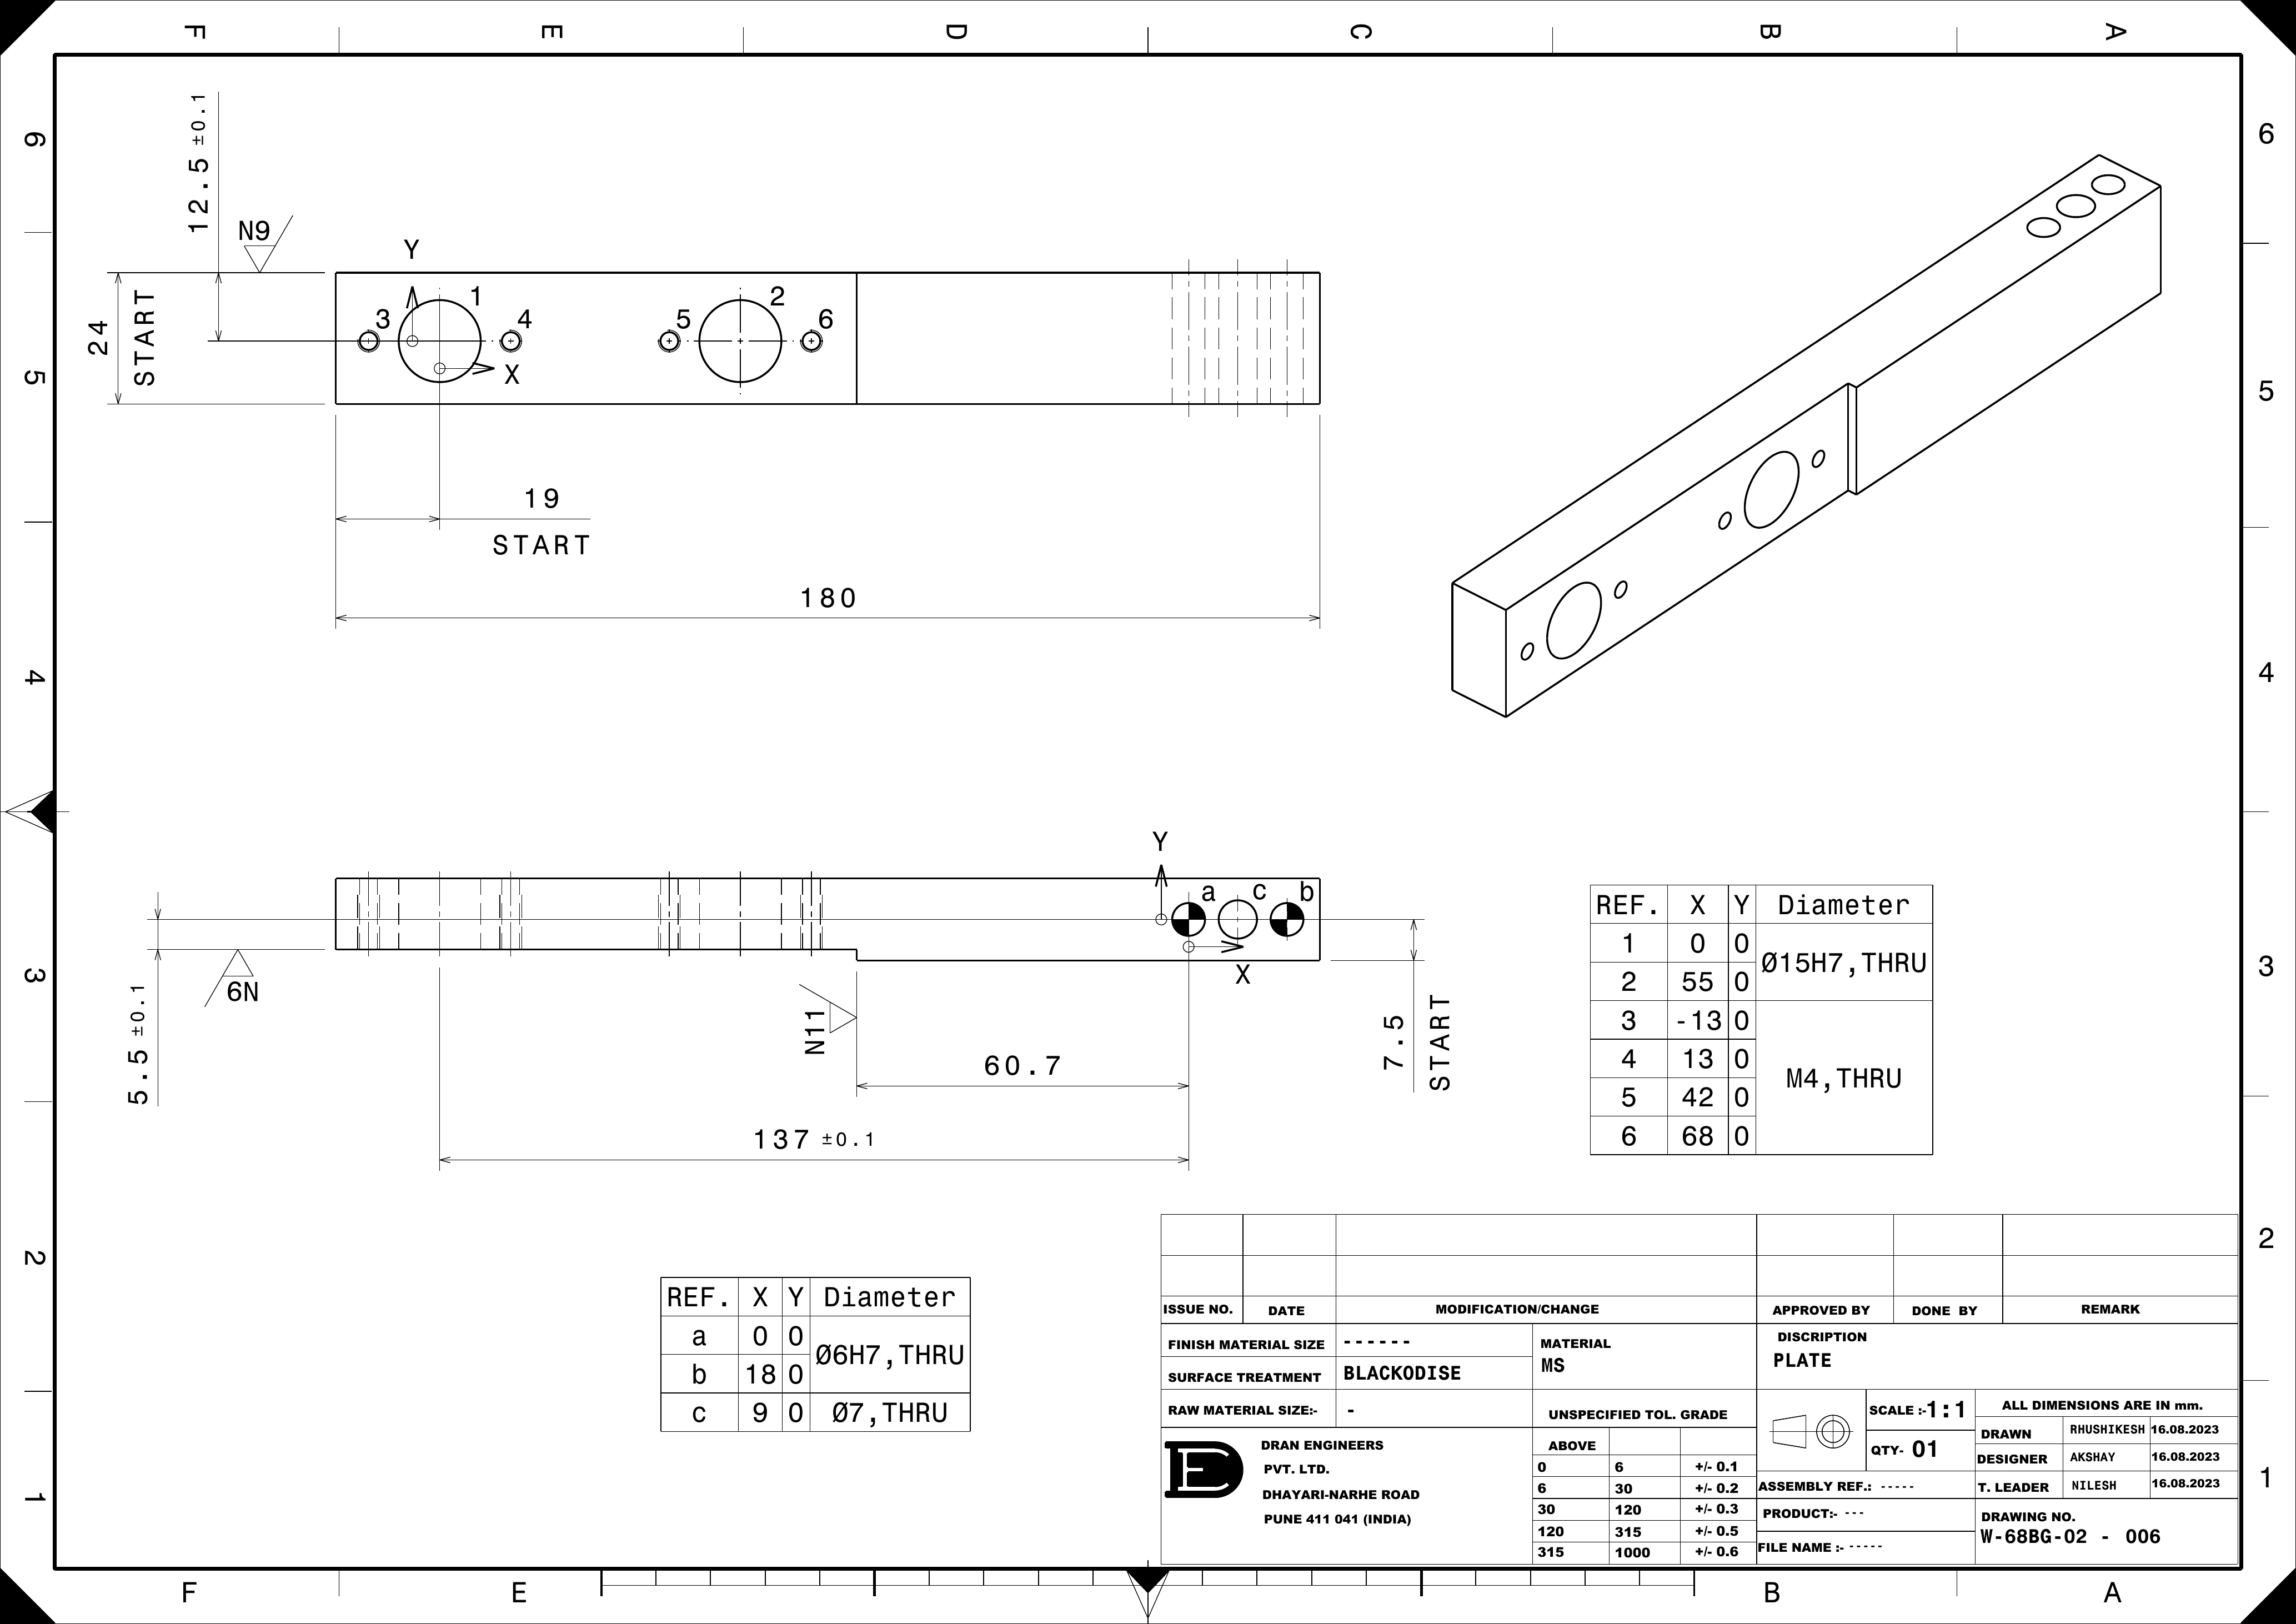 F E D C B A
6 6
12.5 ±0.1
N9
Y
24
START
3 1 4 5 2 6
X
5 5
19
START
180
4 4
Y
a c b
X
5.5 ±0.1
6N
N11
60.7
7.5
START
137 ±0.1
3 3
REF. X Y Diameter
1 0 0 Ø15H7,THRU
2 55 0
3 -13 0 M4,THRU
4 13 0
5 42 0
6 68 0
2 2
REF. X Y Diameter
a 0 0 Ø6H7,THRU
b 18 0
c 9 0 Ø7,THRU
ISSUE NO. DATE MODIFICATION/CHANGE APPROVED BY DONE BY REMARK
FINISH MATERIAL SIZE ------
SURFACE TREATMENT BLACKODISE
RAW MATERIAL SIZE:- -
MATERIAL
MS
DISCRIPTION
PLATE
UNSPECIFIED TOL. GRADE
ABOVE
0 6 +/- 0.1
6 30 +/- 0.2
30 120 +/- 0.3
120 315 +/- 0.5
315 1000 +/- 0.6
DE
DRAN ENGINEERS
PVT. LTD.
DHAYARI-NARHE ROAD
PUNE 411 041 (INDIA)
SCALE :-1:1
QTY- 01
ALL DIMENSIONS ARE IN mm.
DRAWN RHUSHIKESH 16.08.2023
DESIGNER AKSHAY 16.08.2023
T. LEADER NILESH 16.08.2023
ASSEMBLY REF.: -----
PRODUCT:- ---
FILE NAME :- -----
DRAWING NO.
W-68BG-02 - 006
1 1
F E B A